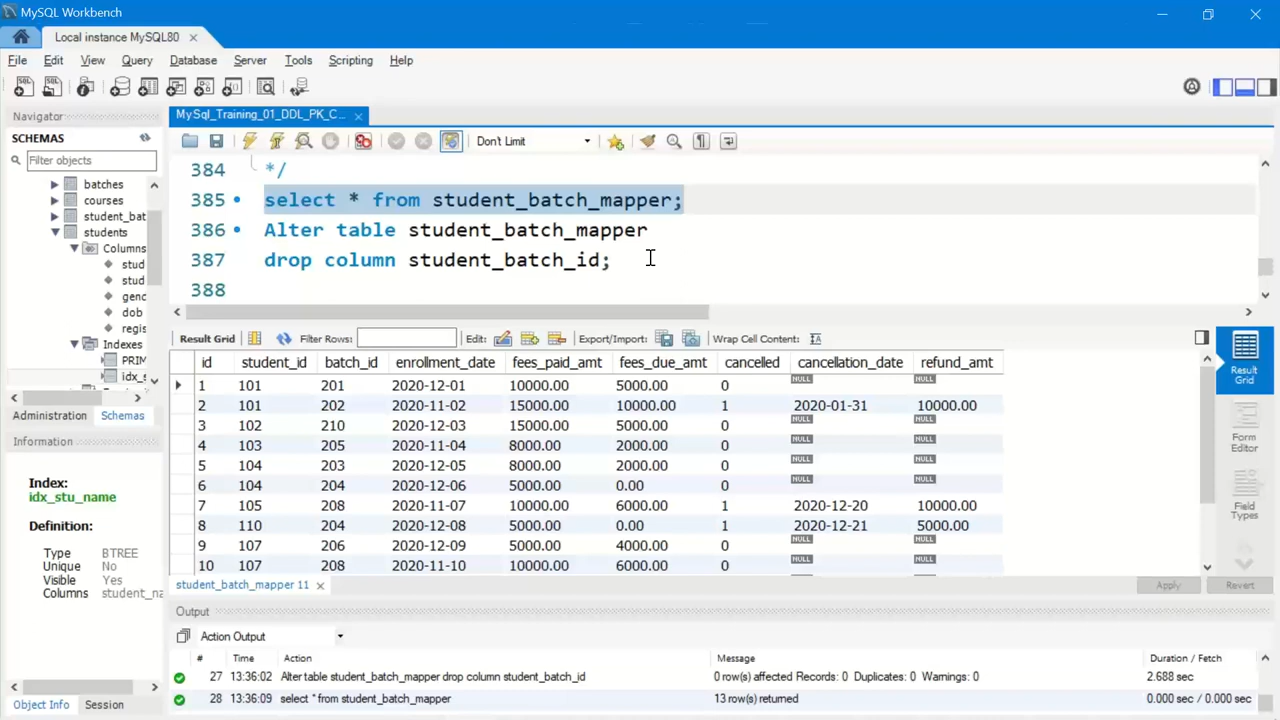 MySQL Workbench
Local instance MySQL80
File Edit View Query Database Server Tools Scripting Help
Navigator
MySql_Training_01_DDL_PK_C...
SCHEMAS
Don't Limit
Filter objects
batches
courses
student_bat
students
Columns
stud
stud
genc
dob
regis
Indexes
PRIM
idx_s
384 */
385 select * from student_batch_mapper;
386 Alter table student_batch_mapper
387 drop column student_batch_id;
388
Administration Schemas
Result Grid Filter Rows: Edit: Export/Import: Wrap Cell Content:
id student_id batch_id enrollment_date fees_paid_amt fees_due_amt cancelled cancellation_date refund_amt
1 101 201 2020-12-01 10000.00 5000.00 0 NULL NULL
2 101 202 2020-11-02 15000.00 10000.00 1 2020-01-31 10000.00
3 102 210 2020-12-03 15000.00 5000.00 0 NULL NULL
4 103 205 2020-11-04 8000.00 2000.00 0 NULL NULL
5 104 203 2020-12-05 8000.00 2000.00 0 NULL NULL
6 104 204 2020-12-06 5000.00 0.00 0 NULL NULL
7 105 208 2020-11-07 10000.00 6000.00 1 2020-12-20 10000.00
8 110 204 2020-12-08 5000.00 0.00 1 2020-12-21 5000.00
9 107 206 2020-12-09 5000.00 4000.00 0 NULL NULL
10 107 208 2020-11-10 10000.00 6000.00 0 NULL NULL
Result Grid
Form Editor
Field Types
student_batch_mapper 11
Apply Revert
Information
Index:
idx_stu_name
Definition:
Type BTREE
Unique No
Visible Yes
Columns student_na
Object Info Session
Output
Action Output
# Time Action Message Duration / Fetch
27 13:36:02 Alter table student_batch_mapper drop column student_batch_id 0 row(s) affected Records: 0 Duplicates: 0 Warnings: 0 2.688 sec
28 13:36:09 select * from student_batch_mapper 13 row(s) returned 0.000 sec / 0.000 sec